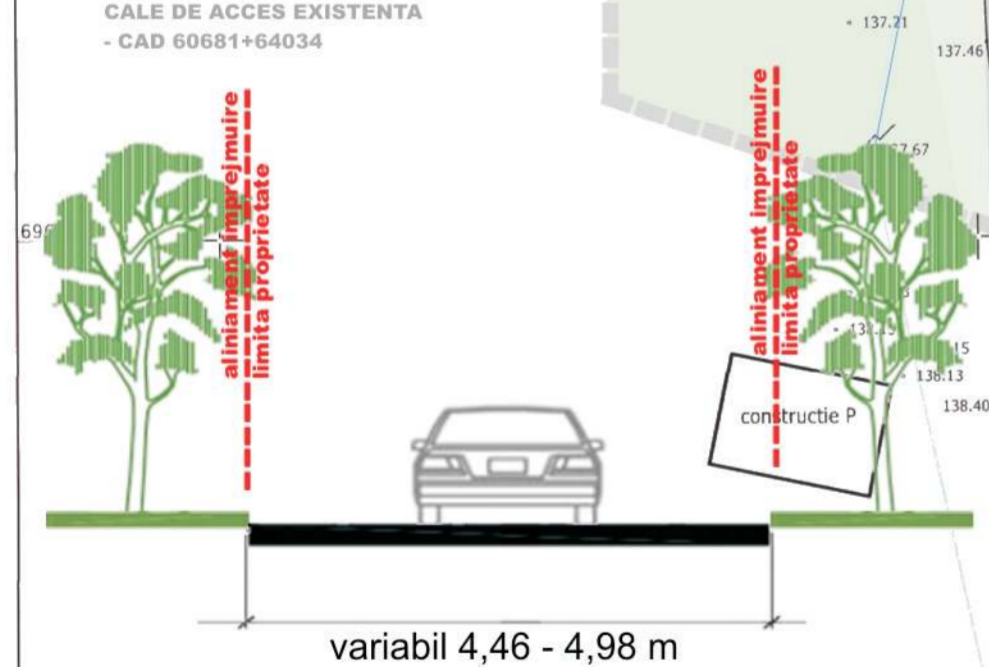 CALE DE ACCES EXISTENTA
- CAD 60681+64034
137.21
137.46
aliniament imprejmuire
limita proprietate
aliniament imprejmuire
limita proprietate
138.13
138.40
constructie P
variabil 4,46 - 4,98 m